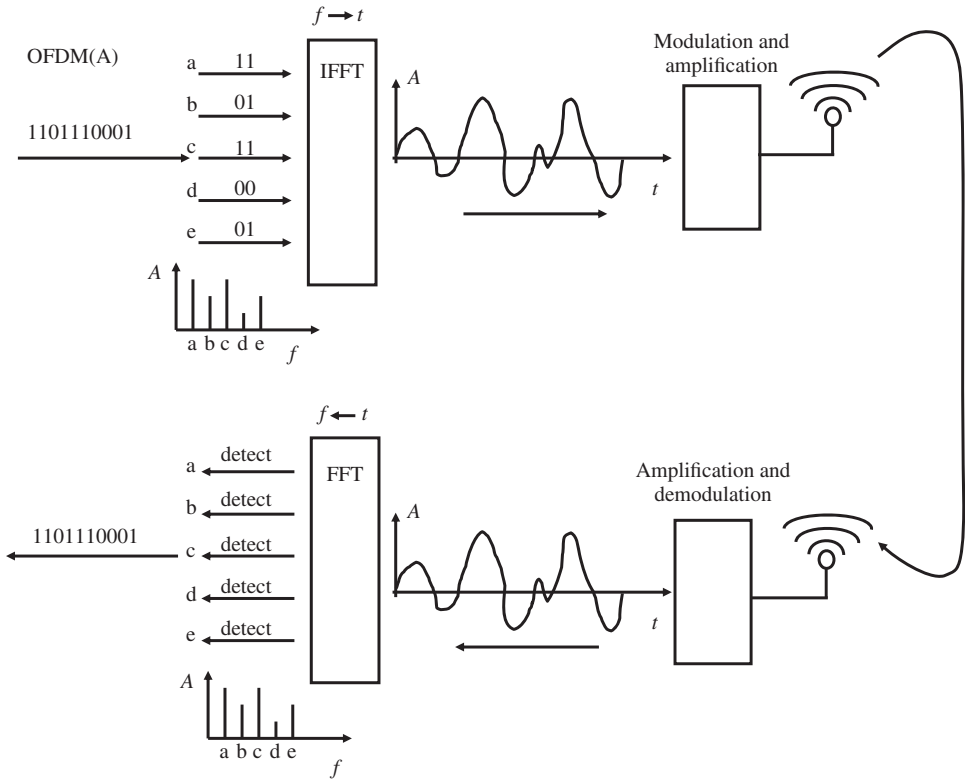 f → t
OFDM(A)
1101110001
a 11
b 01
c 11
d 00
e 01
IFFT
A
t
Modulation and
amplification
A
a b c d e
f
f ← t
FFT
a detect
b detect
c detect
d detect
e detect
1101110001
A
t
Amplification and
demodulation
A
a b c d e
f